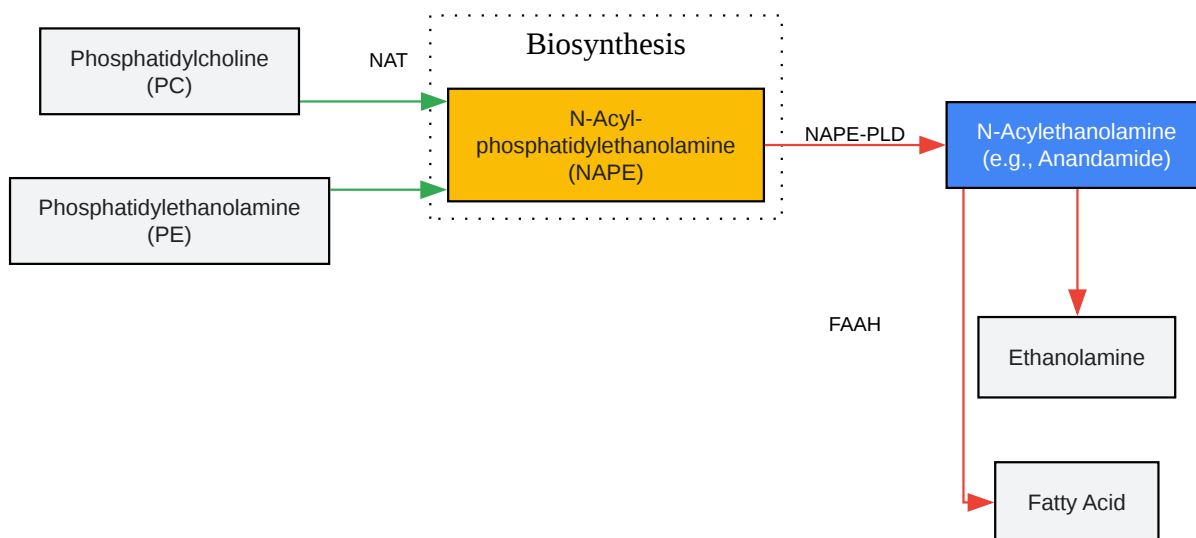 Phosphatidylcholine
(PC)
NAT
Biosynthesis
N-Acyl-
phosphatidylethanolamine
(NAPE)
NAPE-PLD
N-Acylethanolamine
(e.g., Anandamide)
Phosphatidylethanolamine
(PE)
FAAH
Ethanolamine
Fatty Acid